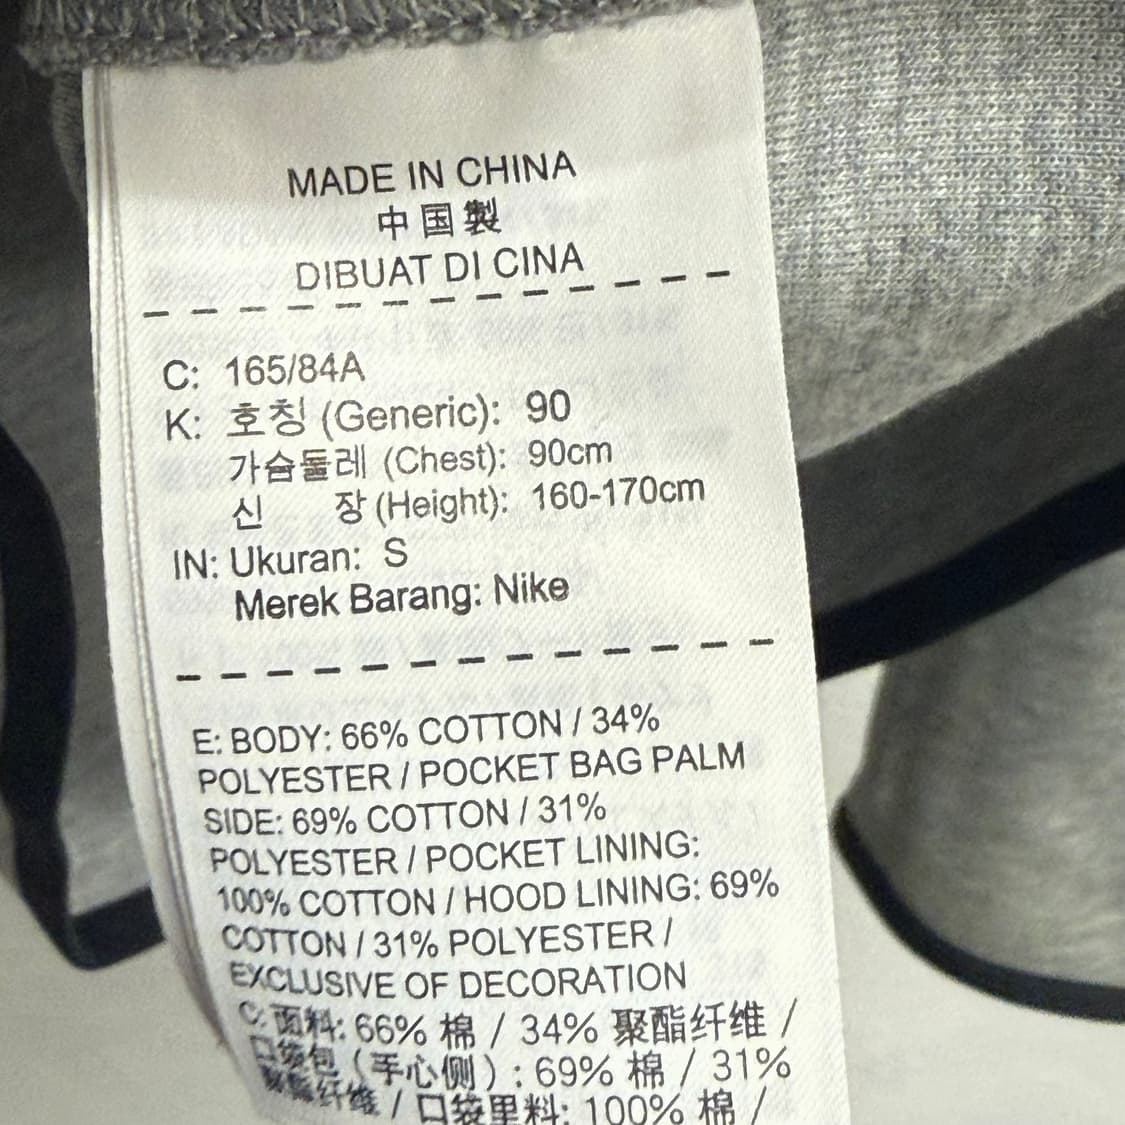 MADE IN CHINA
中国製
DIBUAT DI CINA
C: 165/84A
K: 호칭 (Generic): 90
가슴둘레 (Chest): 90cm
신 장 (Height): 160-170cm
IN: Ukuran: S
Merek Barang: Nike
E: BODY: 66% COTTON / 34%
POLYESTER / POCKET BAG PALM
SIDE: 69% COTTON / 31%
POLYESTER / POCKET LINING:
100% COTTON / HOOD LINING: 69%
COTTON / 31% POLYESTER /
EXCLUSIVE OF DECORATION
C: 面料: 66% 棉 / 34% 聚酯纤维 /
口袋包（手心侧）: 69% 棉 / 31%
聚酯纤维 / 口袋里料: 100% 棉 /